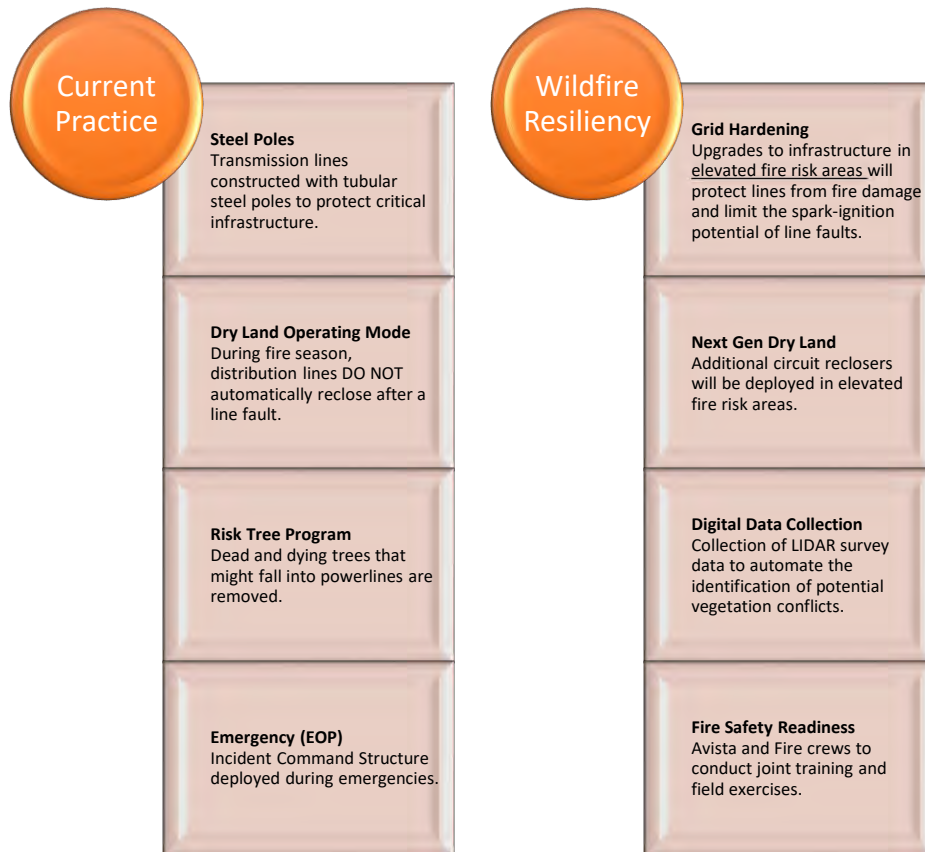 Current
Practice
Steel Poles
Transmission lines
constructed with tubular
steel poles to protect critical
infrastructure.
Dry Land Operating Mode
During fire season,
distribution lines DO NOT
automatically reclose after a
line fault.
Risk Tree Program
Dead and dying trees that
might fall into powerlines are
removed.
Emergency (EOP)
Incident Command Structure
deployed during emergencies.
Wildfire
Resiliency
Grid Hardening
Upgrades to infrastructure in
elevated fire risk areas will
protect lines from fire damage
and limit the spark-ignition
potential of line faults.
Next Gen Dry Land
Additional circuit reclosers
will be deployed in elevated
fire risk areas.
Digital Data Collection
Collection of LIDAR survey
data to automate the
identification of potential
vegetation conflicts.
Fire Safety Readiness
Avista and Fire crews to
conduct joint training and
field exercises.